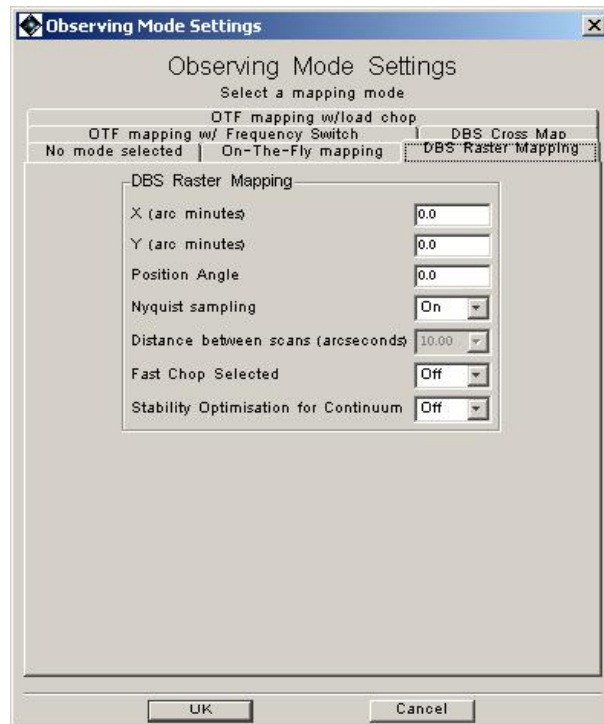 Observing Mode Settings
Observing Mode Settings
Select a mapping mode
OTF mapping w/load chop
OTF mapping w/ Frequency Switch DBS Cross Map
No mode selected On-The-Fly mapping DBS Raster Mapping
DBS Raster Mapping
X (arc minutes) 0.0
Y (arc minutes) 0.0
Position Angle 0.0
Nyquist sampling On
Distance between scans (arcseconds) 10.00
Fast Chop Selected Off
Stability Optimisation for Continuum Off
OK Cancel